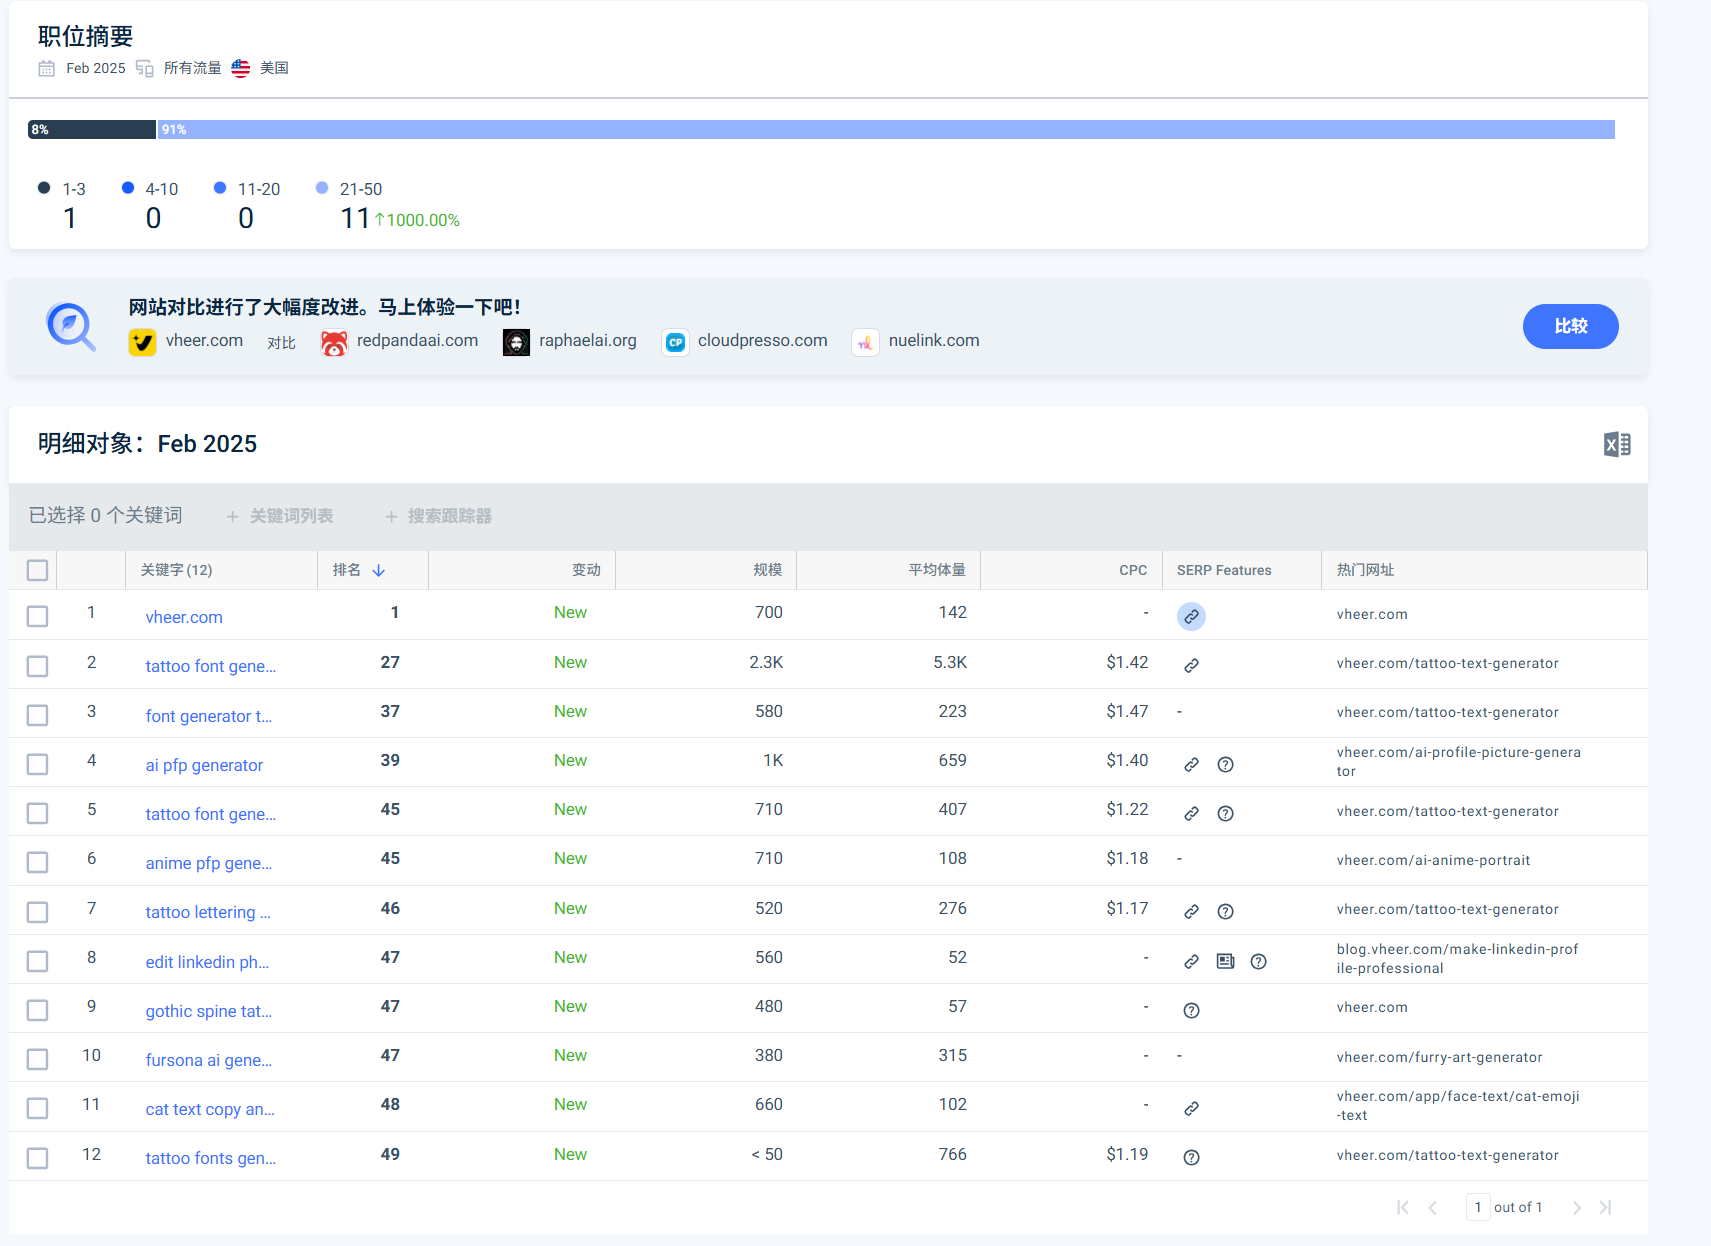 职位摘要
Feb 2025 所有流量 美国
8% 91%
1-3 4-10 11-20 21-50
1 0 0 11 ↑1000.00%
网站对比进行了大幅度改进。马上体验一下吧!
vheer.com 对比 redpandaai.com raphaelai.org CP cloudpresso.com nuelink.com
比较
明细对象：Feb 2025
已选择 0 个关键词 + 关键词列表 + 搜索跟踪器
关键字 (12) 排名 ↓ 变动 规模 平均体量 CPC SERP Features 热门网址
1 vheer.com 1 New 700 142 - vheer.com
2 tattoo font gene... 27 New 2.3K 5.3K $1.42 vheer.com/tattoo-text-generator
3 font generator t... 37 New 580 223 $1.47 - vheer.com/tattoo-text-generator
4 ai pfp generator 39 New 1K 659 $1.40 vheer.com/ai-profile-picture-genera
tor
5 tattoo font gene... 45 New 710 407 $1.22 vheer.com/tattoo-text-generator
6 anime pfp gene... 45 New 710 108 $1.18 - vheer.com/ai-anime-portrait
7 tattoo lettering ... 46 New 520 276 $1.17 vheer.com/tattoo-text-generator
8 edit linkedin ph... 47 New 560 52 - blog.vheer.com/make-linkedin-prof
ile-professional
9 gothic spine tat... 47 New 480 57 - vheer.com
10 fursona ai gene... 47 New 380 315 - - vheer.com/furry-art-generator
11 cat text copy an... 48 New 660 102 - vheer.com/app/face-text/cat-emoji
-text
12 tattoo fonts gen... 49 New < 50 766 $1.19 vheer.com/tattoo-text-generator
1 out of 1